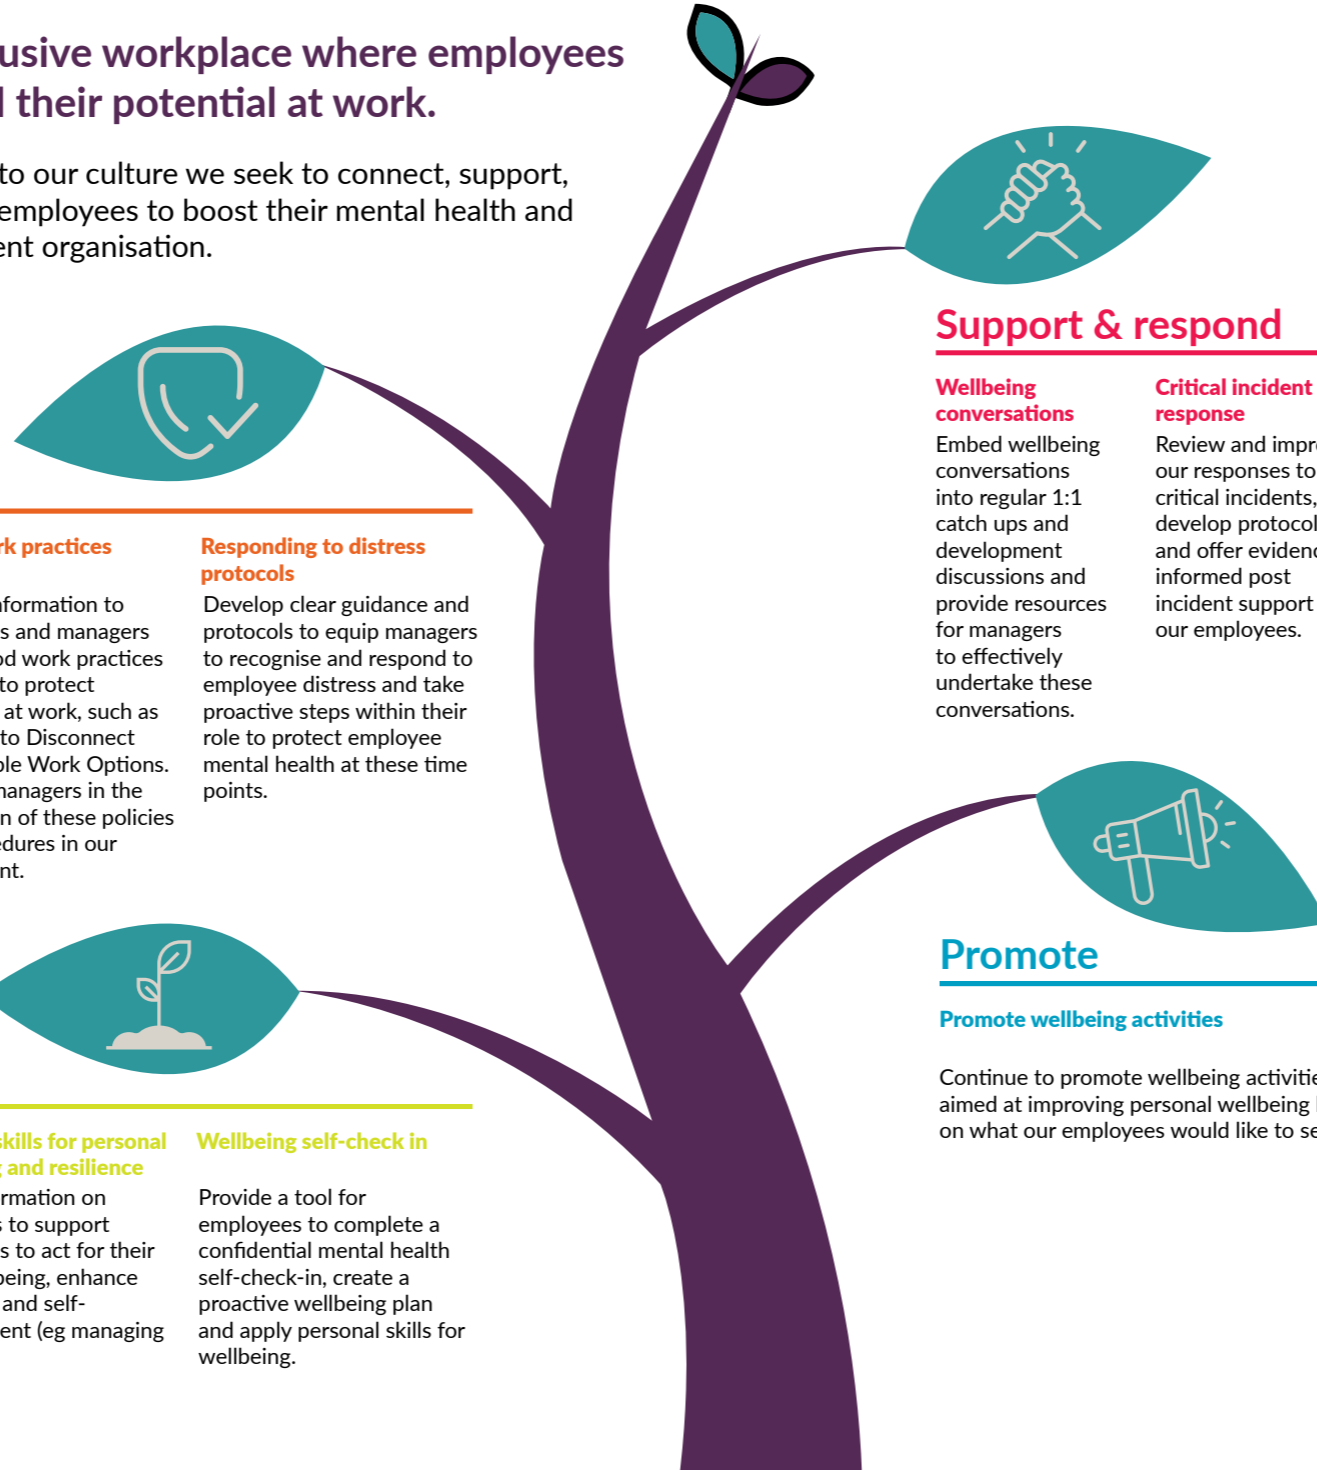 usive workplace where employees
their potential at work.
to our culture we seek to connect, support,
employees to boost their mental health and
ent organisation.
Support & respond
Wellbeing
conversations
Embed wellbeing
conversations
into regular 1:1
catch ups and
development
discussions and
provide resources
for managers
to effectively
undertake these
conversations.
Critical incident
response
Review and impr
our responses to
critical incidents,
develop protocol
and offer evidenc
informed post
incident support
our employees.
rk practices
nformation to
s and managers
od work practices
to protect
at work, such as
to Disconnect
ble Work Options.
managers in the
n of these policies
edures in our
nt.
Responding to distress
protocols
Develop clear guidance and
protocols to equip managers
to recognise and respond to
employee distress and take
proactive steps within their
role to protect employee
mental health at these time
points.
Promote
Promote wellbeing activities
Continue to promote wellbeing activitie
aimed at improving personal wellbeing
on what our employees would like to se
skills for personal
g and resilience
rmation on
s to support
s to act for their
being, enhance
and self-
ent (eg managing
Wellbeing self-check in
Provide a tool for
employees to complete a
confidential mental health
self-check-in, create a
proactive wellbeing plan
and apply personal skills for
wellbeing.